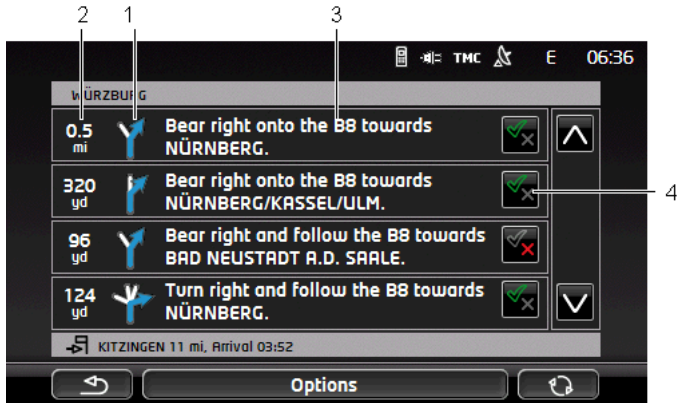 2 1 3
TMC E 06:36
WÜRZBURG
0.5 mi
Bear right onto the B8 towards
NÜRNBERG.
320 yd
Bear right onto the B8 towards
NÜRNBERG/KASSEL/ULM.
4
96 yd
Bear right and follow the B8 towards
BAD NEUSTADT A.D. SAALE.
124 yd
Turn right and follow the B8 towards
NÜRNBERG.
KITZINGEN 11 mi, Arrival 03:52
Options